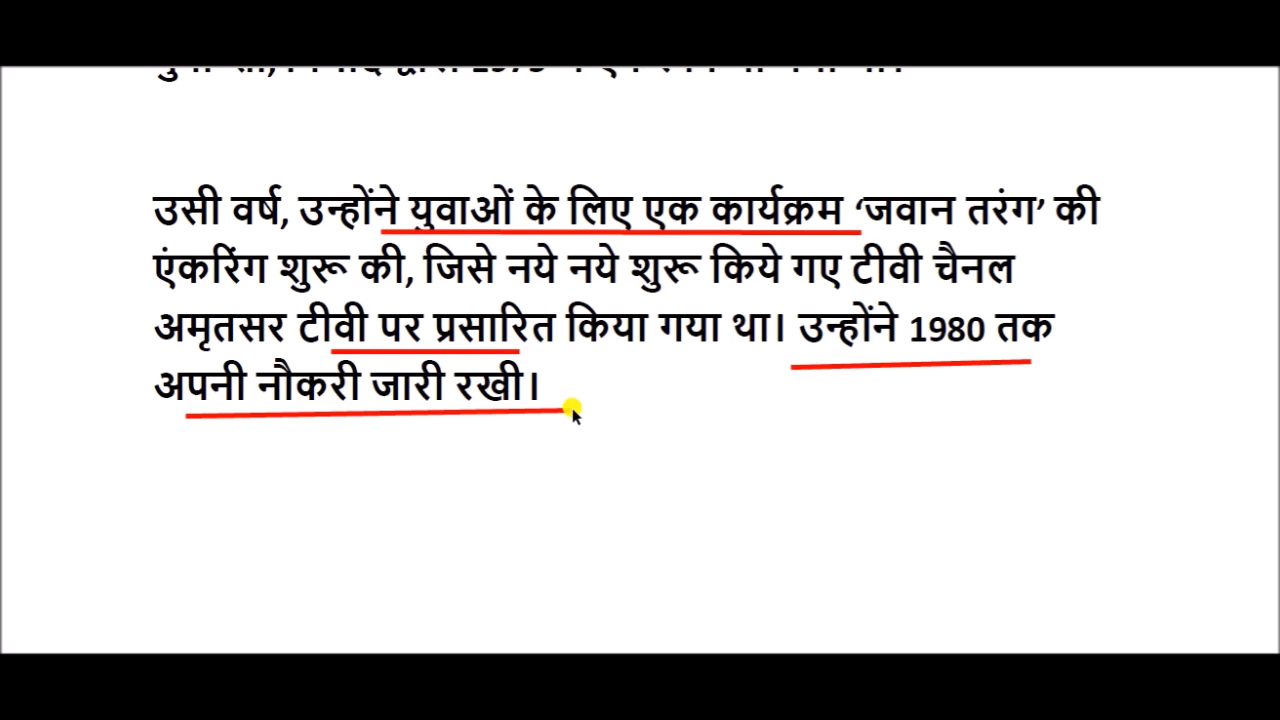 उसी वर्ष, उन्होंने युवाओं के लिए एक कार्यक्रम ‘जवान तरंग’ की
एंकरिंग शुरू की, जिसे नये नये शुरू किये गए टीवी चैनल
अमृतसर टीवी पर प्रसारित किया गया था। उन्होंने 1980 तक
अपनी नौकरी जारी रखी।